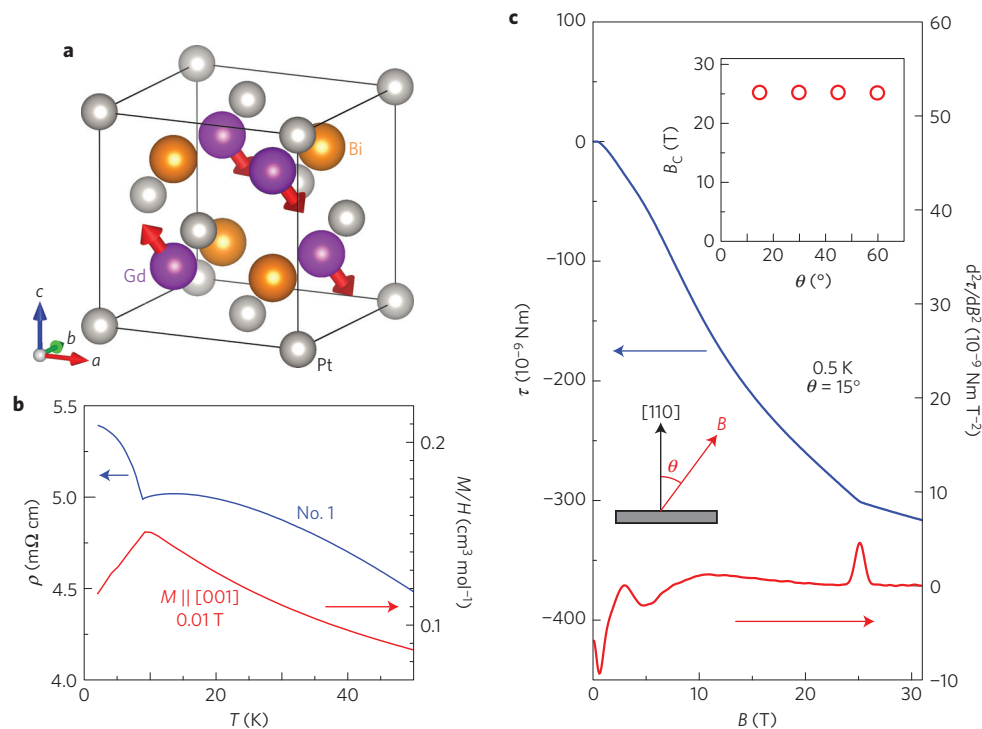 a
Bi
Gd
Pt
c
b
a
b
5.5
5.0
4.5
4.0
ρ (mΩ cm)
0.2
0.1
M/H (cm³ mol⁻¹)
No. 1
M || [001]
0.01 T
0
20
40
T (K)
c
100
0
−100
−200
−300
−400
τ (10⁻⁶ Nm)
60
50
40
30
20
10
0
−10
d²τ/dB² (10⁻⁹ Nm T⁻²)
30
25
15
0
B_C (T)
0
20
40
60
θ (°)
0.5 K
θ = 15°
[110]
B
θ
0
10
20
30
B (T)